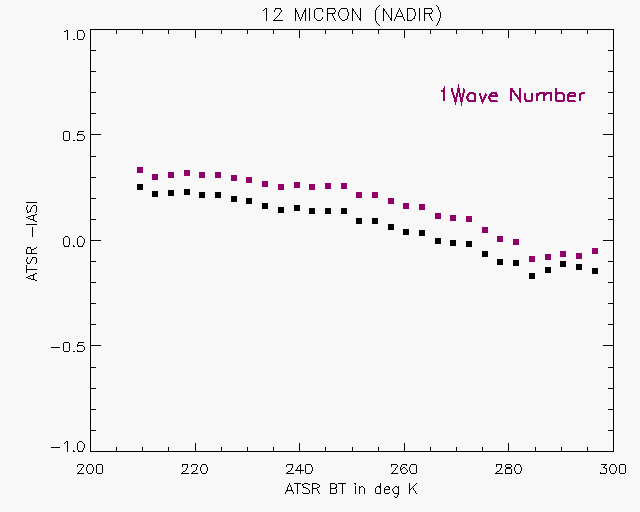 12 MICRON (NADIR)
1.0
1Wave Number
0.5
0.0
ATSR -IASI
-0.5
-1.0
200 220 240 260 280 300
ATSR BT in deg K